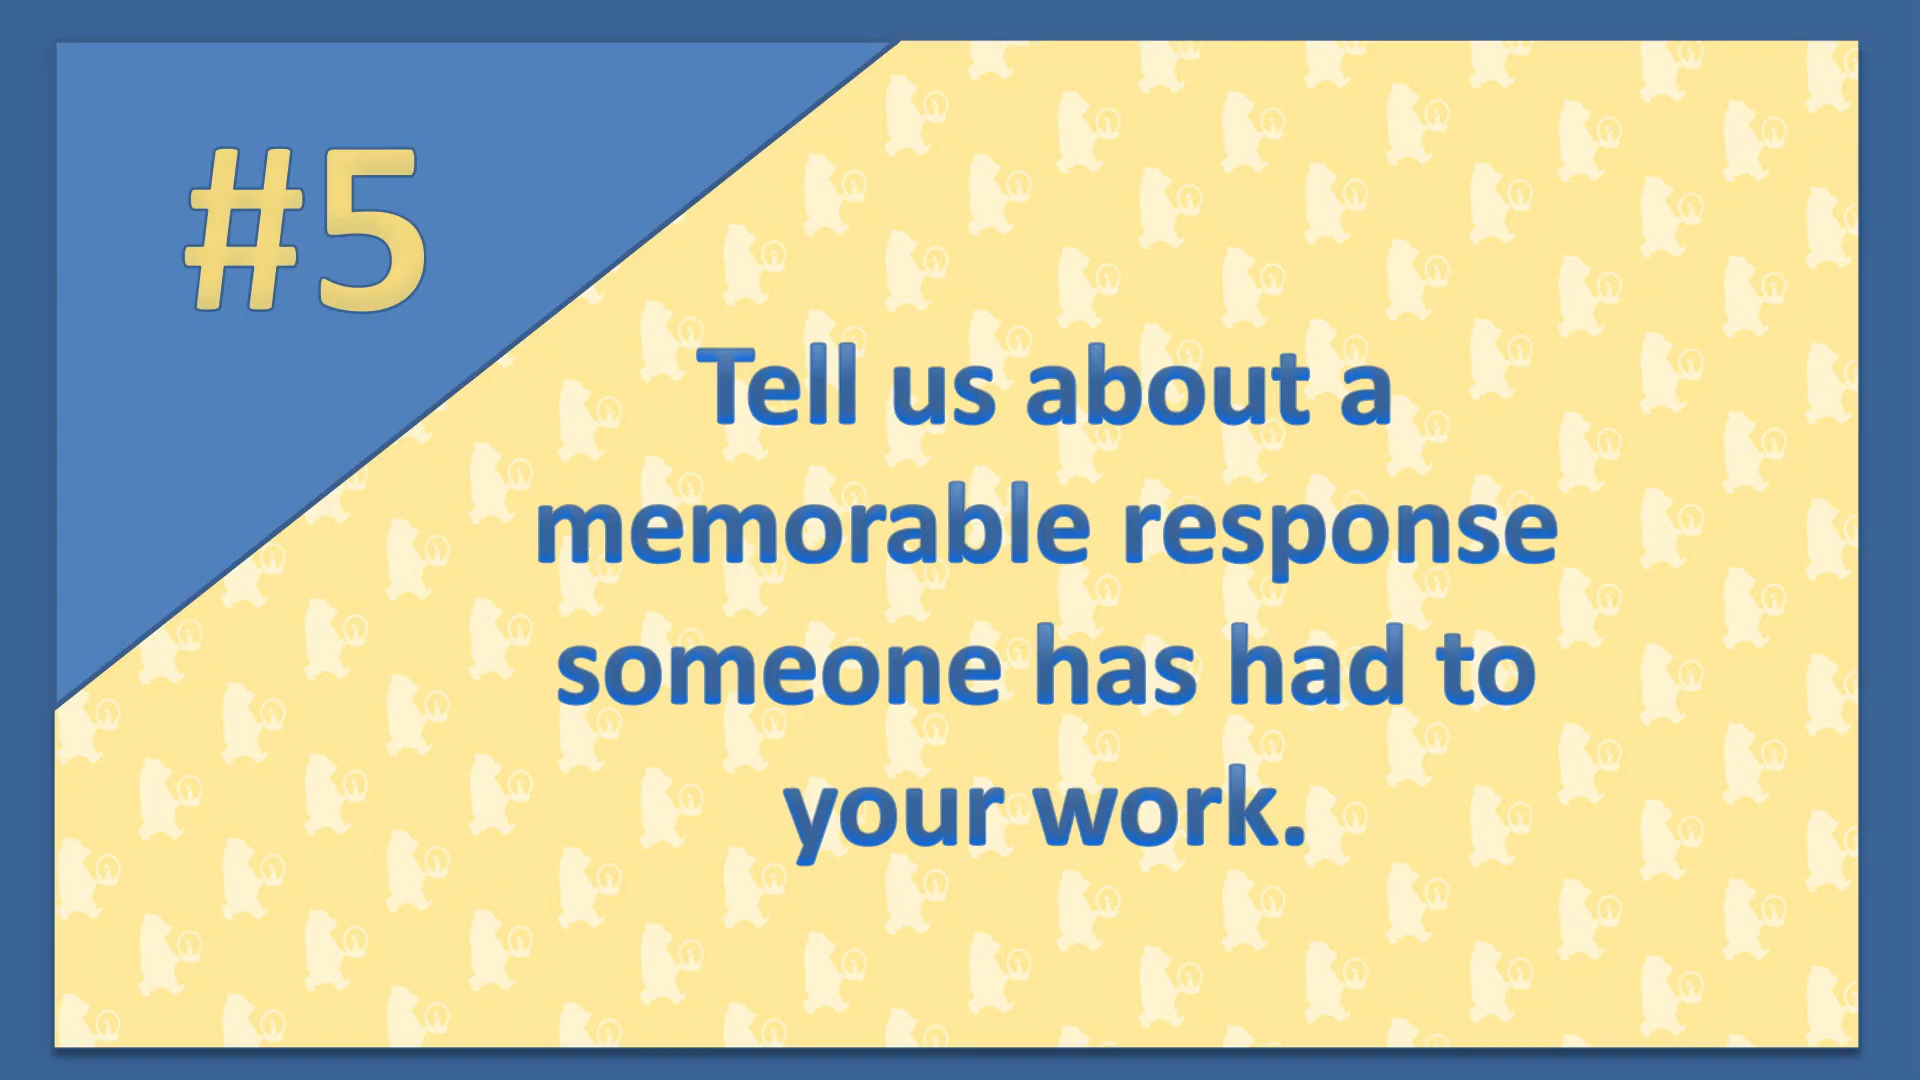 #5
Tell us about a
memorable response
someone has had to
your work.